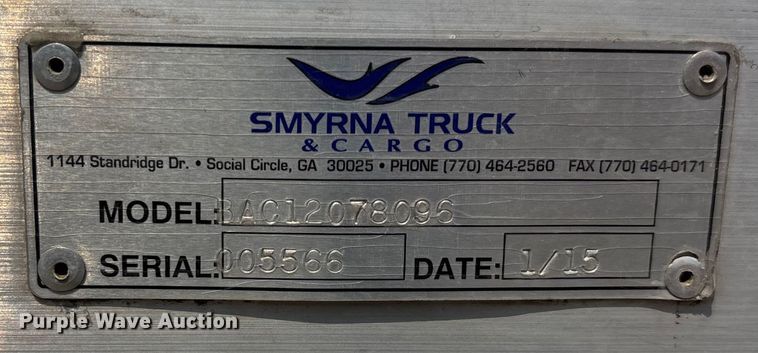 SMYRNA TRUCK
& CARGO
1144 Standridge Dr. • Social Circle, GA 30025 • PHONE (770) 464-2560 FAX (770) 464-0171
MODEL: BAC12078096
SERIAL: 005566 DATE: 1/15
Purple Wave Auction